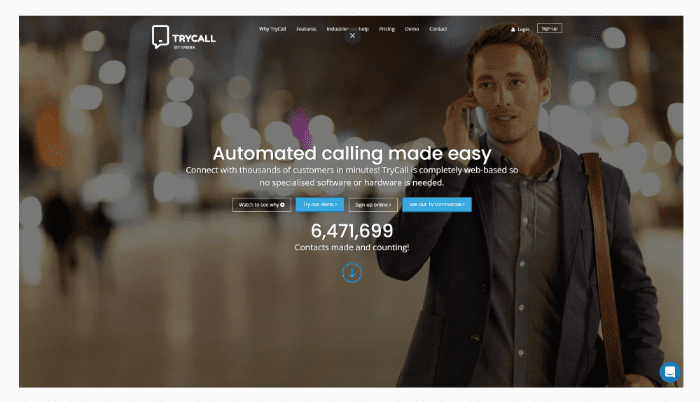 TRYCALL
Why TryCall Features Industries we help Pricing Demo Contact Login Sign-up
Automated calling made easy
Connect with thousands of customers in minutes! TryCall is completely web-based so
no specialised software or hardware is needed.
Watch to see why Try our demo Sign-up online See our TV commercial
6,471,699
Contacts made and counting!